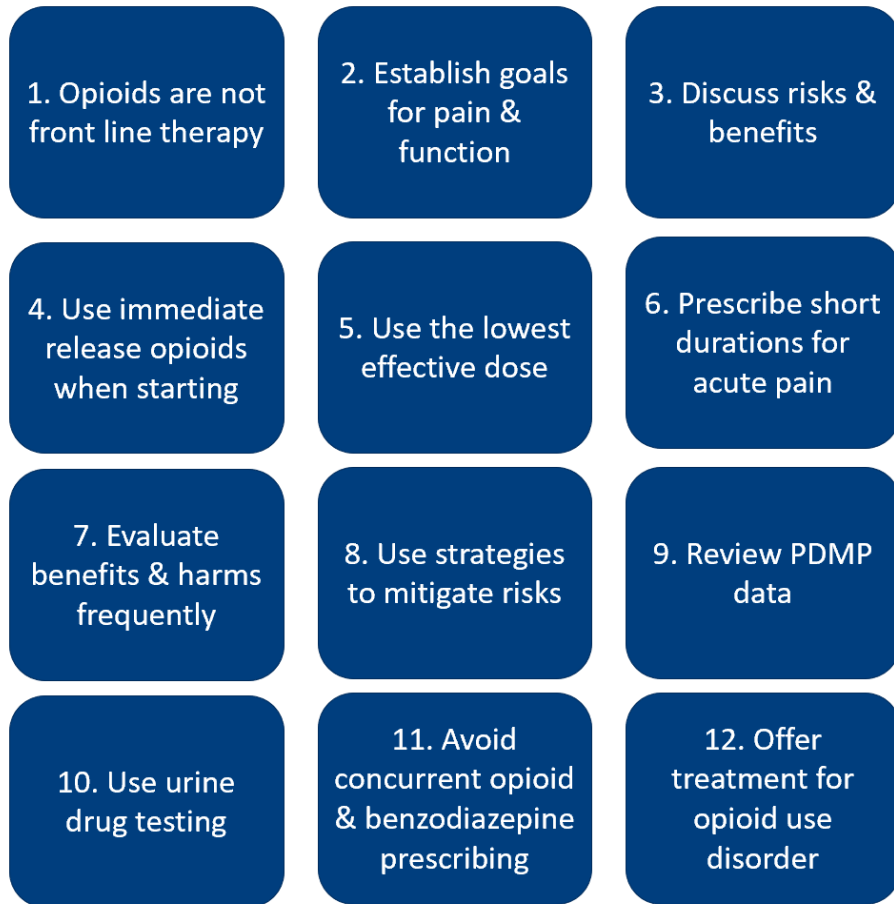 1. Opioids are not
front line therapy
2. Establish goals
for pain &
function
3. Discuss risks &
benefits
4. Use immediate
release opioids
when starting
5. Use the lowest
effective dose
6. Prescribe short
durations for
acute pain
7. Evaluate
benefits & harms
frequently
8. Use strategies
to mitigate risks
9. Review PDMP
data
10. Use urine
drug testing
11. Avoid
concurrent opioid
& benzodiazepine
prescribing
12. Offer
treatment for
opioid use
disorder